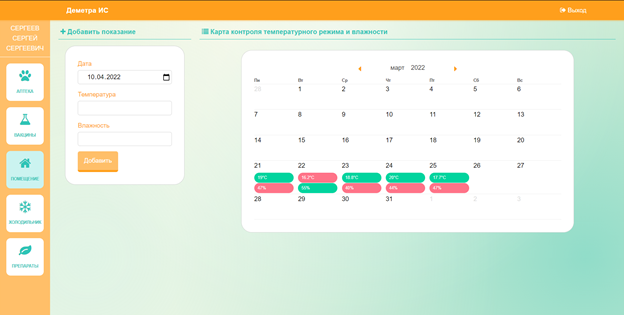 Деметра ИС
Выход
СЕРГЕЕВ
СЕРГЕЙ
СЕРГЕЕВИЧ
АПТЕКА
ВАКЦИНЫ
ПОМЕЩЕНИЕ
ХОЛОДИЛЬНИК
ПРЕПАРАТЫ
Добавить показание
Дата
10.04.2022
Температура
Влажность
Добавить
Карта контроля температурного режима и влажности
март 2022
Пн Вт Ср Чт Пт Сб Вс
28 1 2 3 4 5 6
7 8 9 10 11 12 13
14 15 16 17 18 19 20
21 22 23 24 25 26 27
19°C 16.2°C 19.8°C 20°C 17.7°C
47% 55% 45% 44% 47%
28 29 30 31 1 2 3